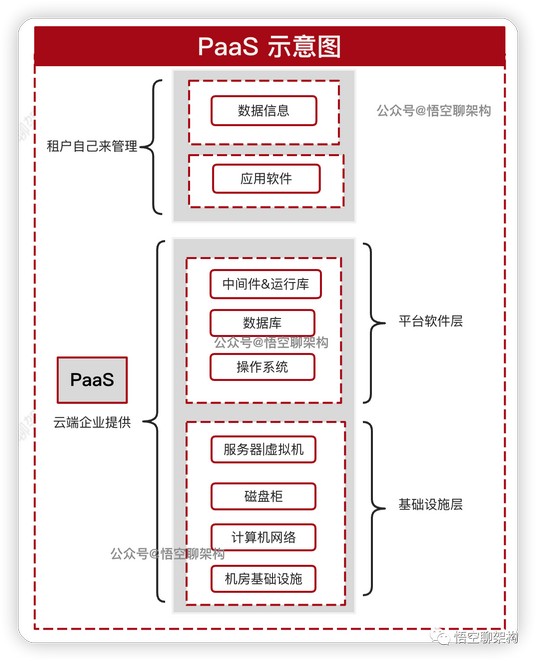 PaaS 示意图
数据信息
公众号@悟空聊架构
租户自己来管理
应用软件
中间件&运行库
数据库
平台软件层
公众号@悟空聊架构
操作系统
PaaS
云端企业提供
服务器|虚拟机
磁盘柜
基础设施层
计算机网络
公众号@悟空聊架构
机房基础设施
悟空聊架构